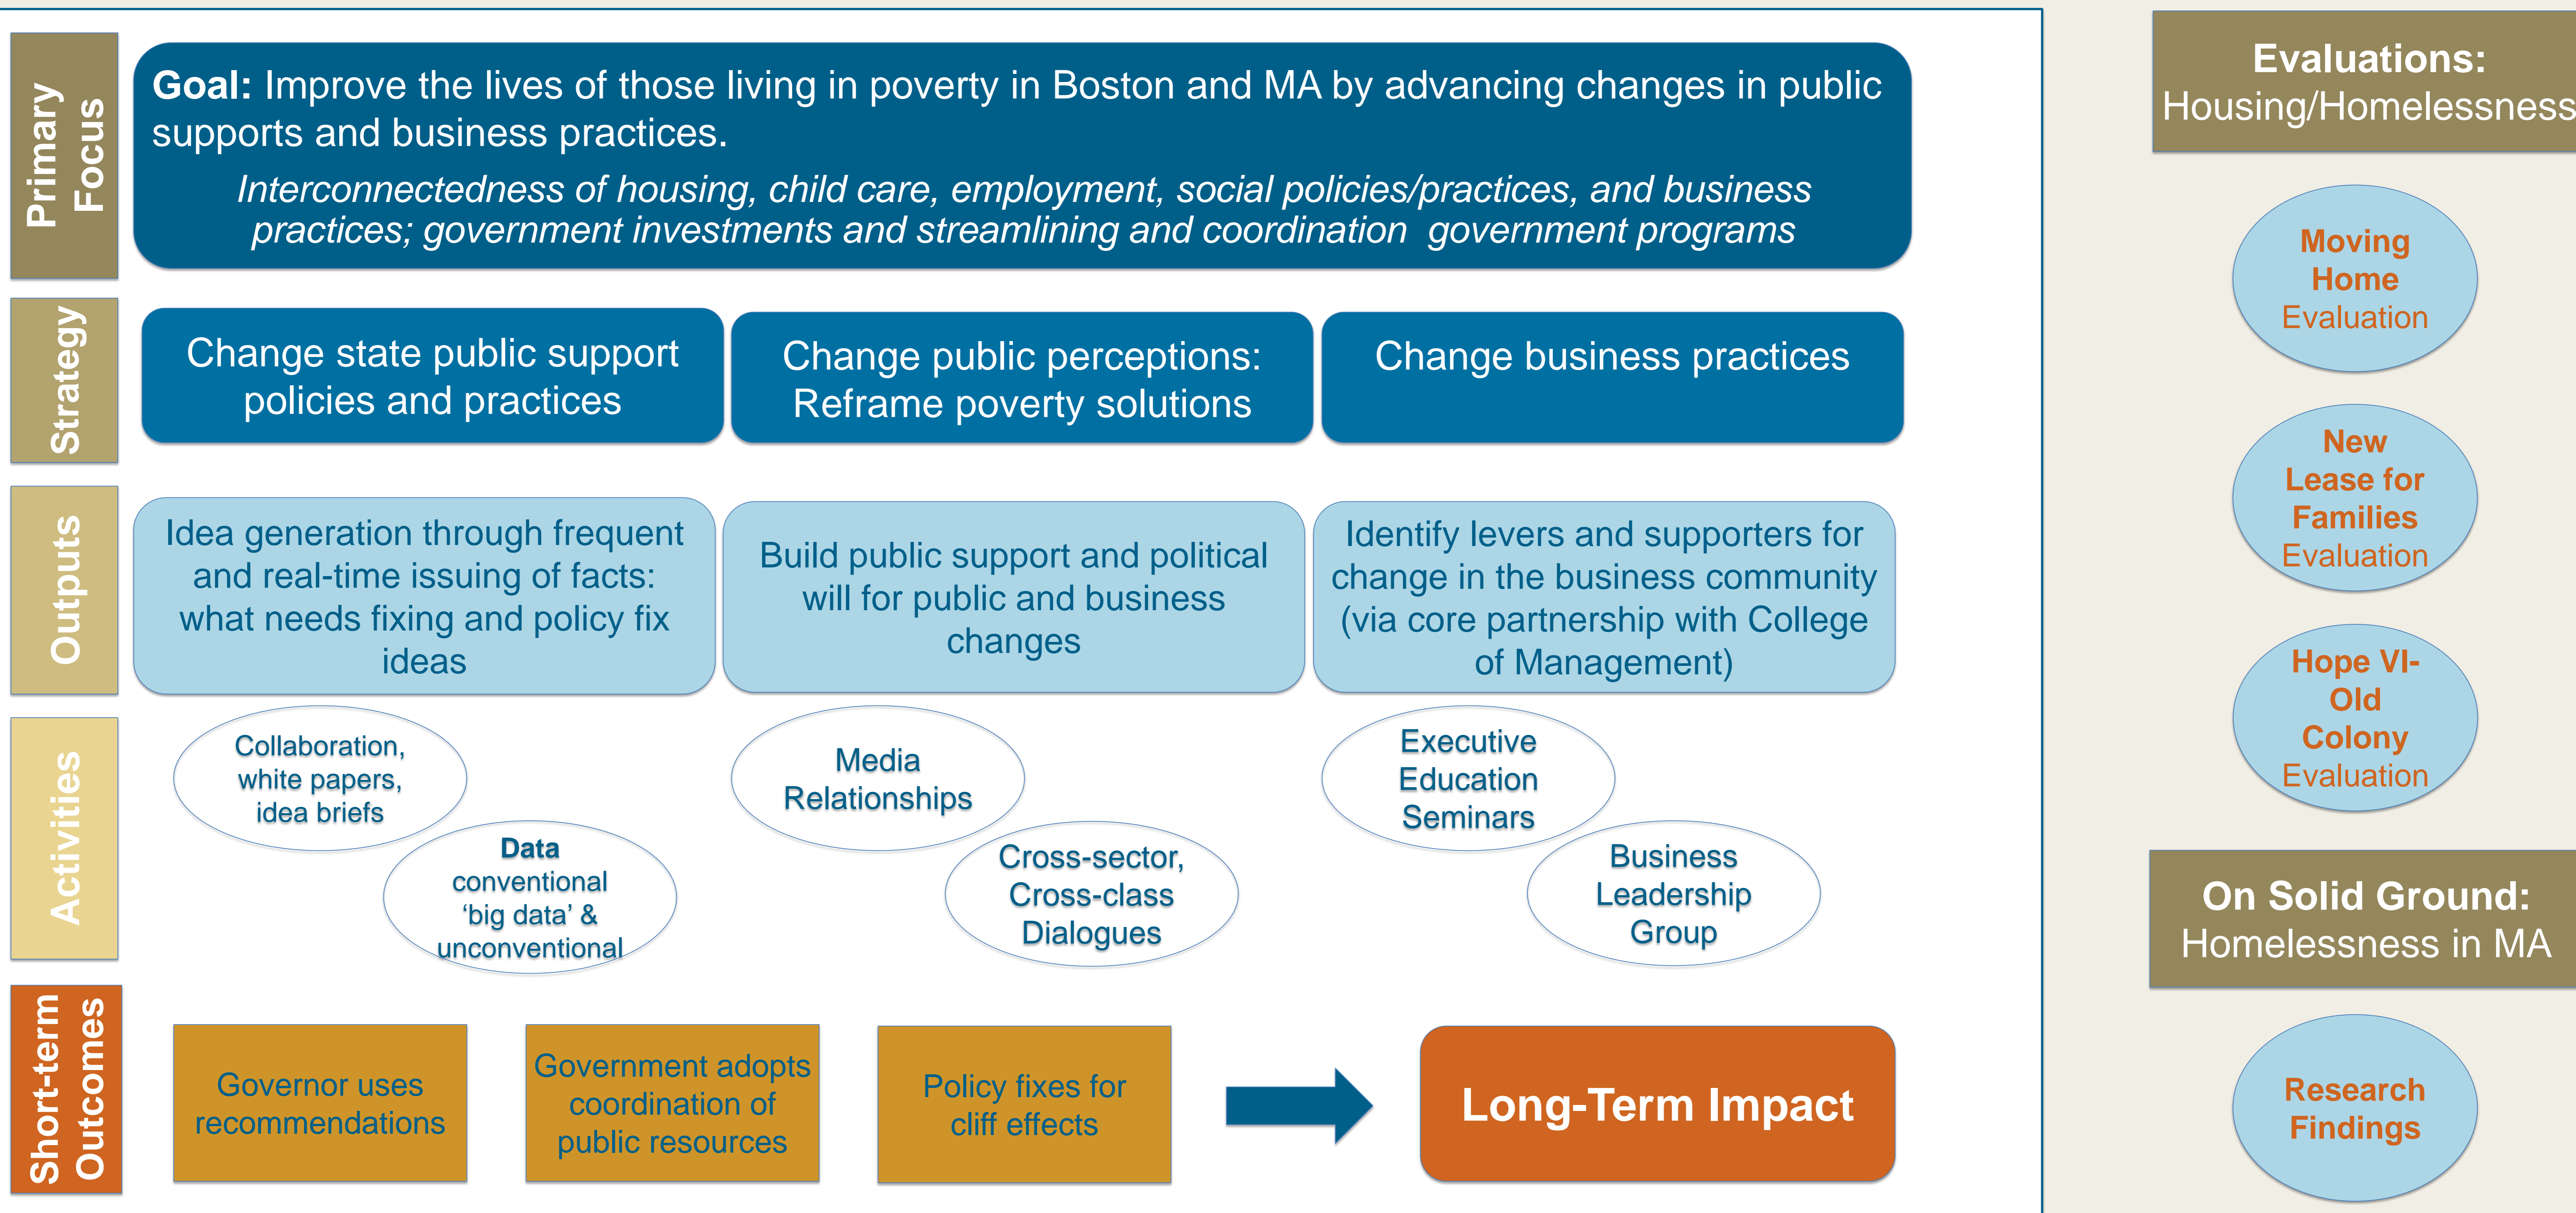 Primary
Focus
Goal: Improve the lives of those living in poverty in Boston and MA by advancing changes in public
supports and business practices.
Interconnectedness of housing, child care, employment, social policies/practices, and business
practices; government investments and streamlining and coordination  government programs
Strategy
Change state public support
policies and practices
Change public perceptions:
Reframe poverty solutions
Change business practices
Outputs
Idea generation through frequent
and real-time issuing of facts:
what needs fixing and policy fix
ideas
Build public support and political
will for public and business
changes
Identify levers and supporters for
change in the business community
(via core partnership with College
of Management)
Activities
Collaboration,
white papers,
idea briefs
Data
conventional
‘big data’ &
unconventional
Media
Relationships
Cross-sector,
Cross-class
Dialogues
Executive
Education
Seminars
Business
Leadership
Group
Short-term
Outcomes
Governor uses
recommendations
Government adopts
coordination of
public resources
Policy fixes for
cliff effects
Long-Term Impact
Evaluations:
Housing/Homelessness
Moving
Home
Evaluation
New
Lease for
Families
Evaluation
Hope VI-
Old
Colony
Evaluation
On Solid Ground:
Homelessness in MA
Research
Findings